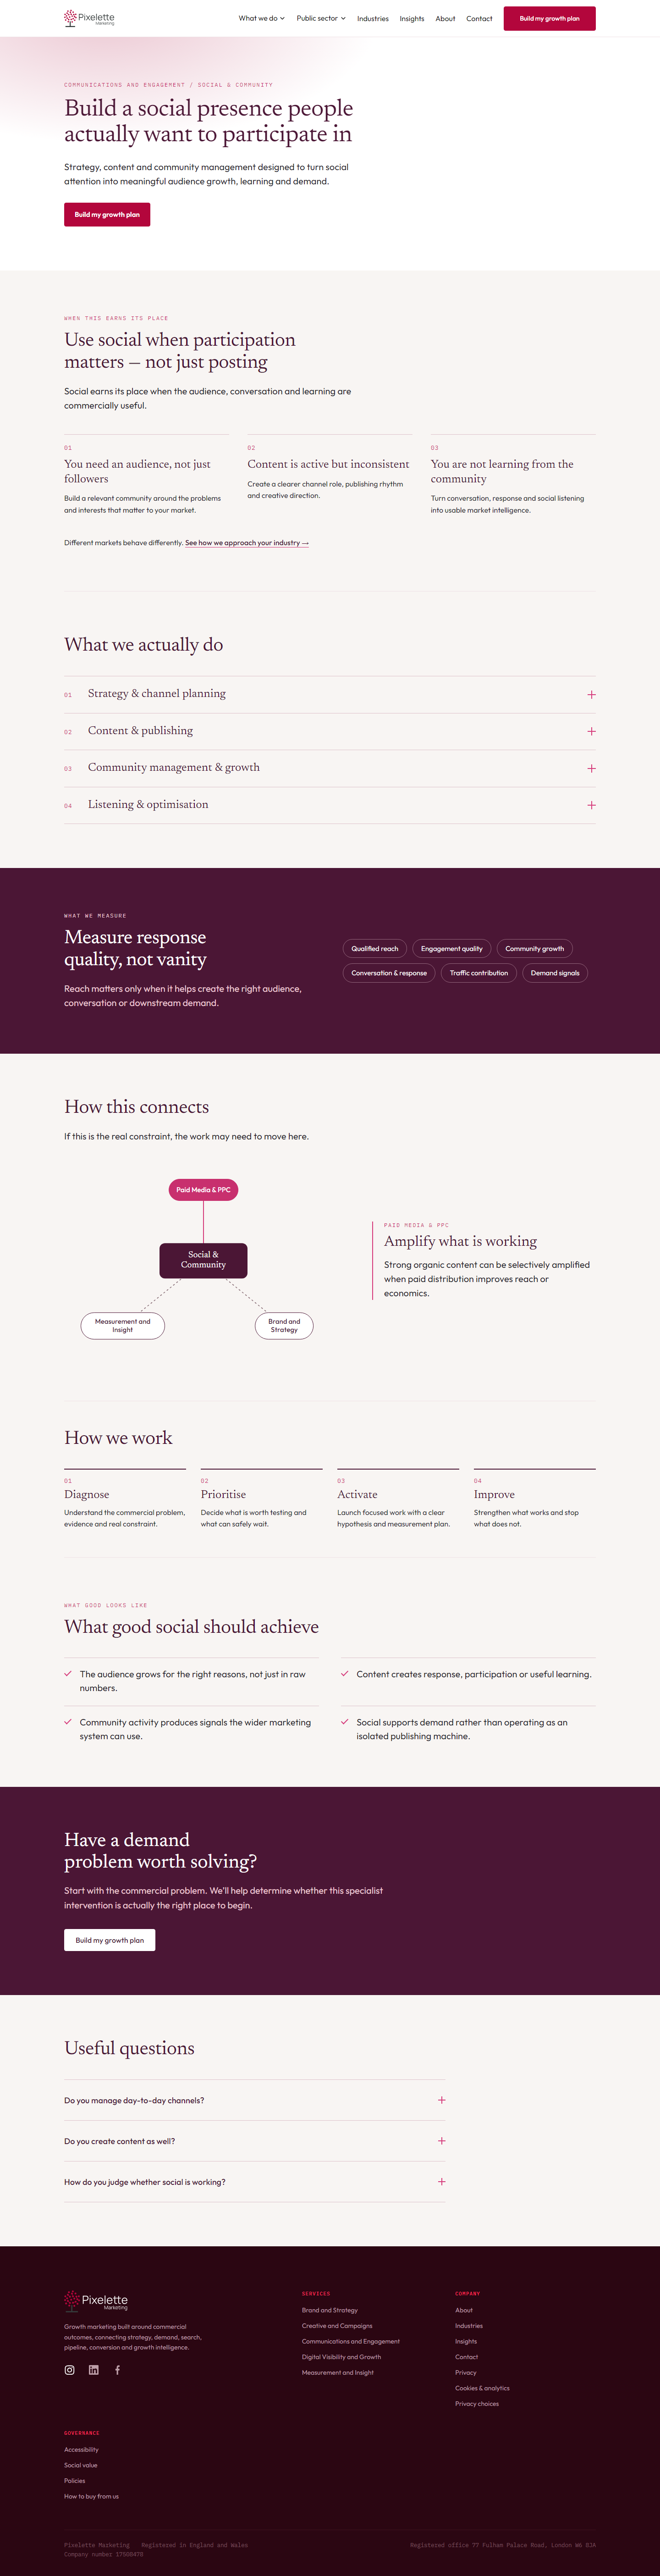 Pixelette
Marketing
What we do
Public sector
Industries
Insights
About
Contact
Build my growth plan
COMMUNICATIONS AND ENGAGEMENT / SOCIAL & COMMUNITY
Build a social presence people
actually want to participate in
Strategy, content and community management designed to turn social
attention into meaningful audience growth, learning and demand.
Build my growth plan
WHEN THIS EARNS ITS PLACE
Use social when participation
matters — not just posting
Social earns its place when the audience, conversation and learning are
commercially useful.
01
You need an audience, not just
followers
Build a relevant community around the problems
and interests that matter to your market.
02
Content is active but inconsistent
Create a clearer channel role, publishing rhythm
and creative direction.
03
You are not learning from the
community
Turn conversation, response and social listening
into usable market intelligence.
Different markets behave differently. See how we approach your industry →
What we actually do
01 Strategy & channel planning
02 Content & publishing
03 Community management & growth
04 Listening & optimisation
WHAT WE MEASURE
Measure response
quality, not vanity
Reach matters only when it helps create the right audience,
conversation or downstream demand.
Qualified reach
Engagement quality
Community growth
Conversation & response
Traffic contribution
Demand signals
How this connects
If this is the real constraint, the work may need to move here.
Paid Media & PPC
Social &
Community
Measurement and
Insight
Brand and
Strategy
PAID MEDIA & PPC
Amplify what is working
Strong organic content can be selectively amplified
when paid distribution improves reach or
economics.
How we work
01
Diagnose
Understand the commercial problem,
evidence and real constraint.
02
Prioritise
Decide what is worth testing and
what can safely wait.
03
Activate
Launch focused work with a clear
hypothesis and measurement plan.
04
Improve
Strengthen what works and stop
what does not.
WHAT GOOD LOOKS LIKE
What good social should achieve
The audience grows for the right reasons, not just in raw
numbers.
Content creates response, participation or useful learning.
Community activity produces signals the wider marketing
system can use.
Social supports demand rather than operating as an
isolated publishing machine.
Have a demand
problem worth solving?
Start with the commercial problem. We'll help determine whether this specialist
intervention is actually the right place to begin.
Build my growth plan
Useful questions
Do you manage day-to-day channels?
Do you create content as well?
How do you judge whether social is working?
Pixelette
Marketing
Growth marketing built around commercial
outcomes, connecting strategy, demand, search,
pipeline, conversion and growth intelligence.
SERVICES
Brand and Strategy
Creative and Campaigns
Communications and Engagement
Digital Visibility and Growth
Measurement and Insight
COMPANY
About
Industries
Insights
Contact
Privacy
Cookies & analytics
Privacy choices
GOVERNANCE
Accessibility
Social value
Policies
How to buy from us
Pixelette Marketing Registered in England and Wales
Company number 17508478
Registered office 77 Fulham Palace Road, London W6 8JA